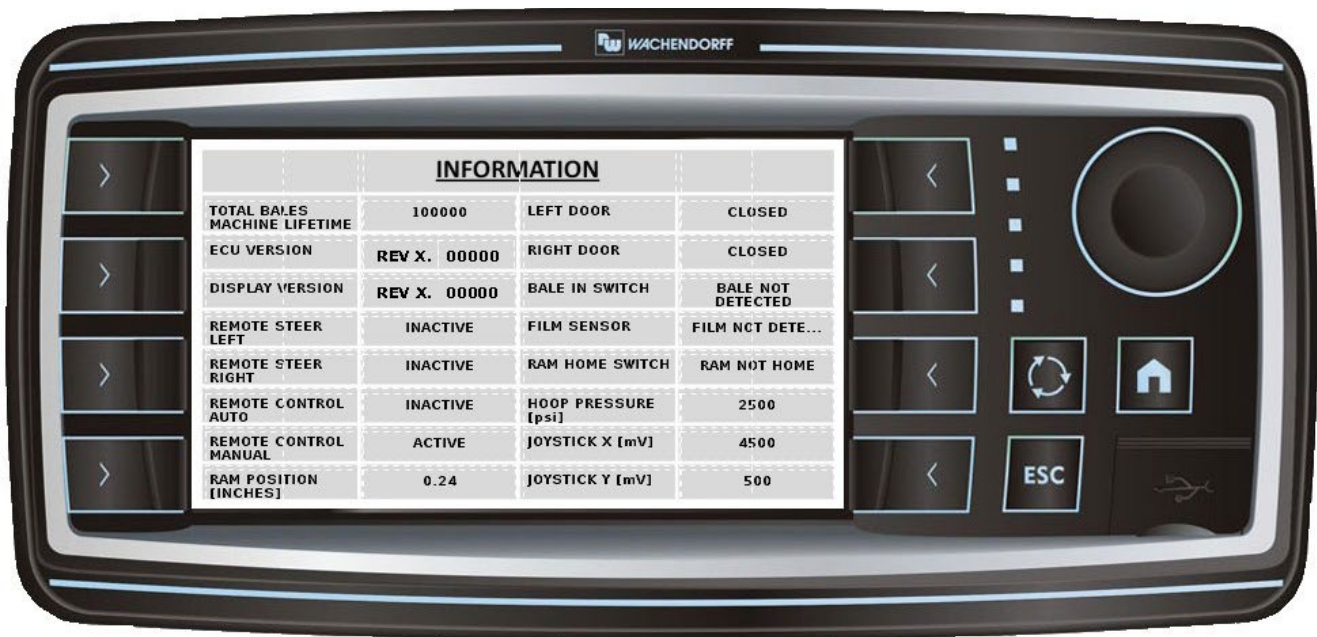 WACHENDORFF
INFORMATION
TOTAL BALES
MACHINE LIFETIME
100000
LEFT DOOR
CLOSED
ECU VERSION
REV X. 00000
RIGHT DOOR
CLOSED
DISPLAY VERSION
REV X. 00000
BALE IN SWITCH
BALE NOT
DETECTED
REMOTE STEER
LEFT
INACTIVE
FILM SENSOR
FILM NOT DETE...
REMOTE STEER
RIGHT
INACTIVE
RAM HOME SWITCH
RAM NOT HOME
REMOTE CONTROL
AUTO
INACTIVE
HOOP PRESSURE
[psi]
2500
REMOTE CONTROL
MANUAL
ACTIVE
JOYSTICK X [mV]
4500
RAM POSITION
[INCHES]
0.24
JOYSTICK Y [mV]
500
ESC